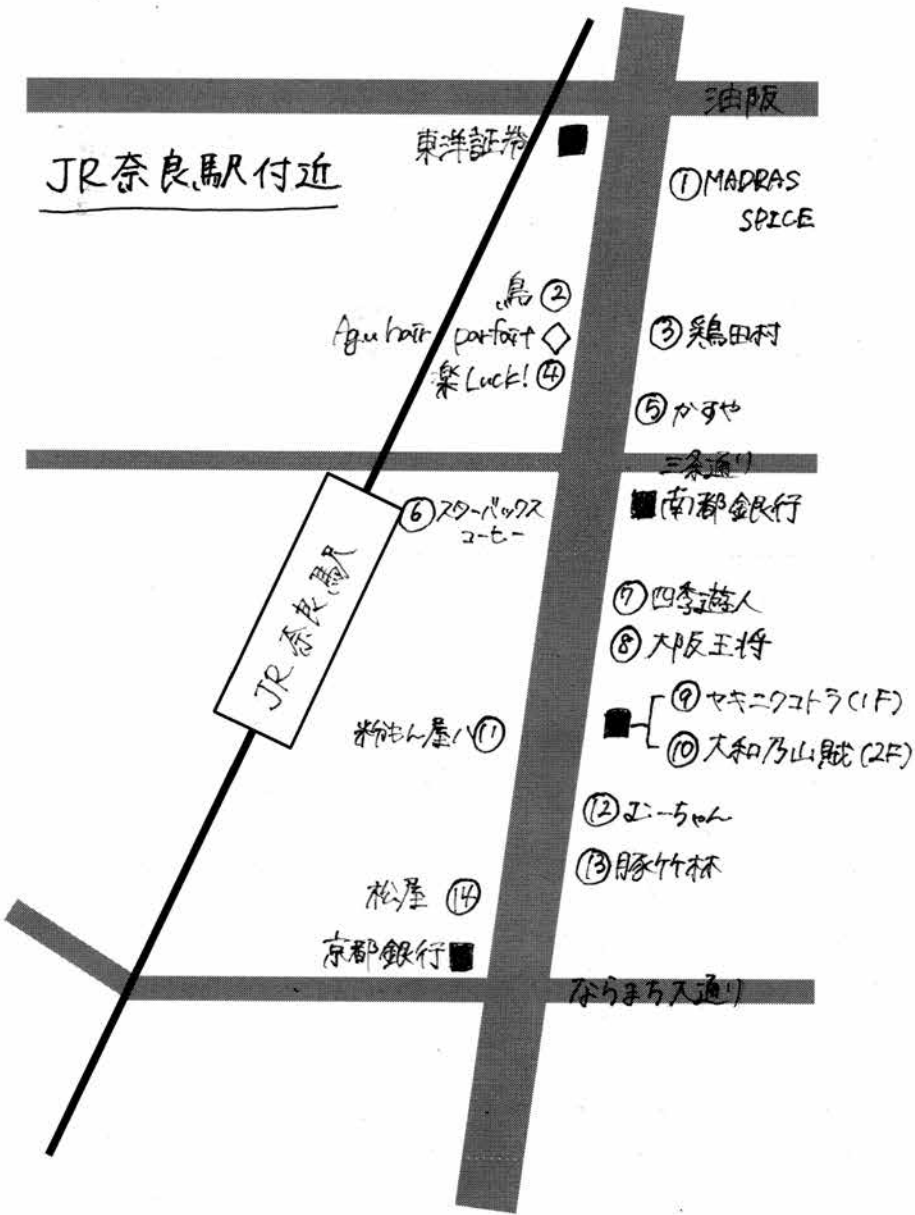 油阪
東洋証券
JR奈良駅付近
①MADRAS
SPICE
鳥②
Agu hair parfait
③鶏田村
楽Luck!④
⑤かすや
三条通り
⑥スターバックス
コーヒー
南都銀行
JR奈良駅
⑦四季遊人
⑧大阪王将
⑨ヤキニクコトラ(1F)
粉もん屋八⑪
⑩大和乃山賊(2F)
⑫むーちゃん
⑬豚竹林
松屋⑭
京都銀行
ならまち大通り